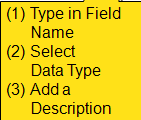 (1) Type in Field
Name
(2) Select
Data Type
(3) Add a
Description